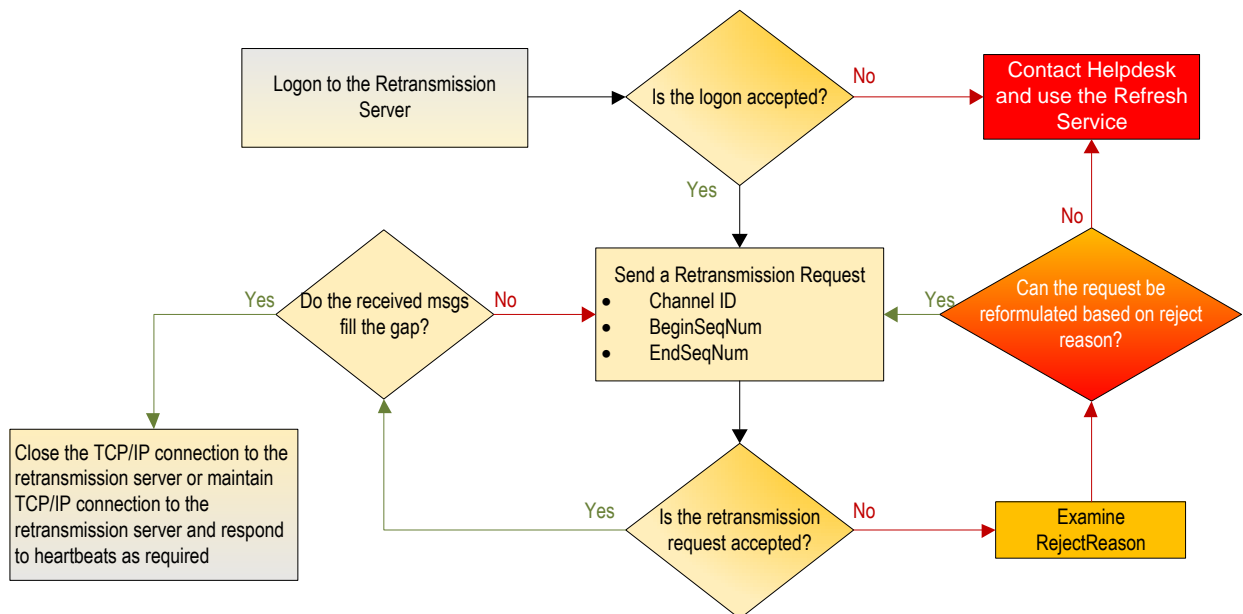 Logon to the Retransmission
Server
Is the logon accepted?
No
Contact Helpdesk
and use the Refresh
Service
Yes
No
Send a Retransmission Request
• Channel ID
• BeginSeqNum
• EndSeqNum
Yes
Do the received msgs
fill the gap?
No
Yes
Can the request be
reformulated based on reject
reason?
Close the TCP/IP connection to the
retransmission server or maintain
TCP/IP connection to the
retransmission server and respond
to heartbeats as required
Yes
Is the retransmission
request accepted?
No
Examine
RejectReason